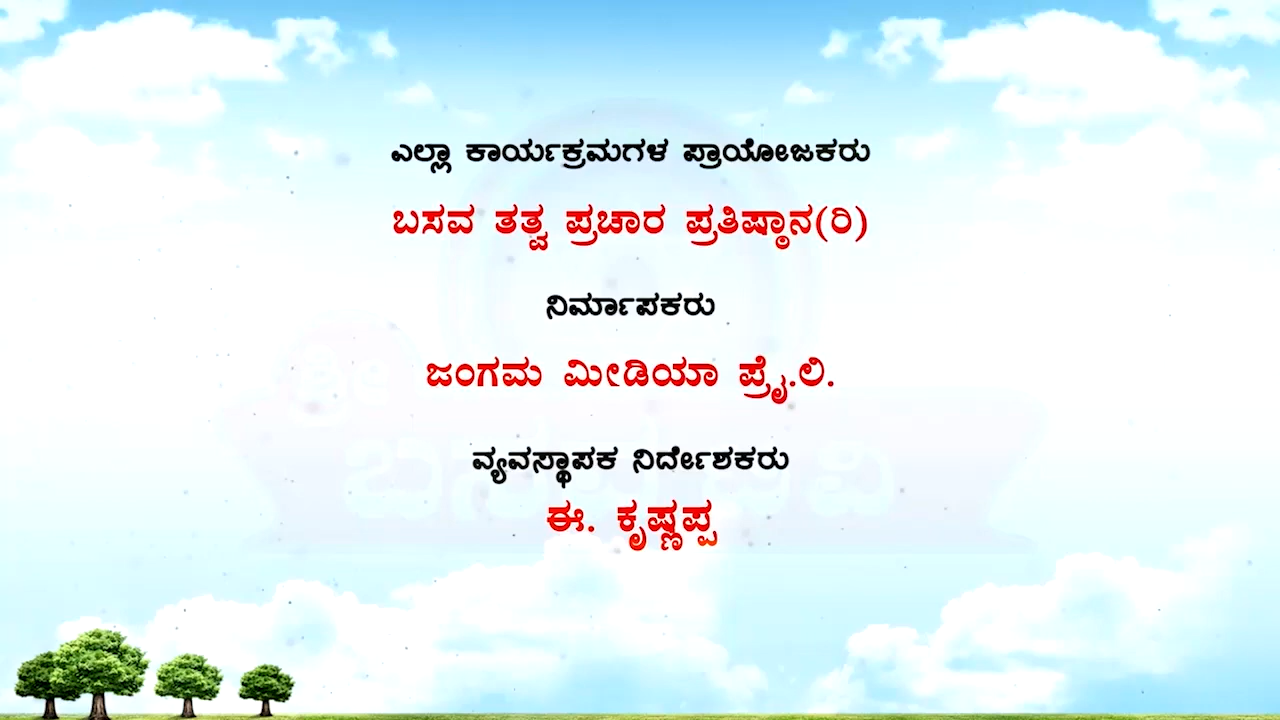 ಎಲ್ಲಾ ಕಾರ್ಯಕ್ರಮಗಳ ಪ್ರಾಯೋಜಕರು
ಬಸವ ತತ್ವ ಪ್ರಚಾರ ಪ್ರತಿಷ್ಠಾನ(ರಿ)
ನಿರ್ಮಾಪಕರು
ಜಂಗಮ ಮೀಡಿಯಾ ಪ್ರೈ.ಲಿ.
ವ್ಯವಸ್ಥಾಪಕ ನಿರ್ದೇಶಕರು
ಈ. ಕೃಷ್ಣಪ್ಪ